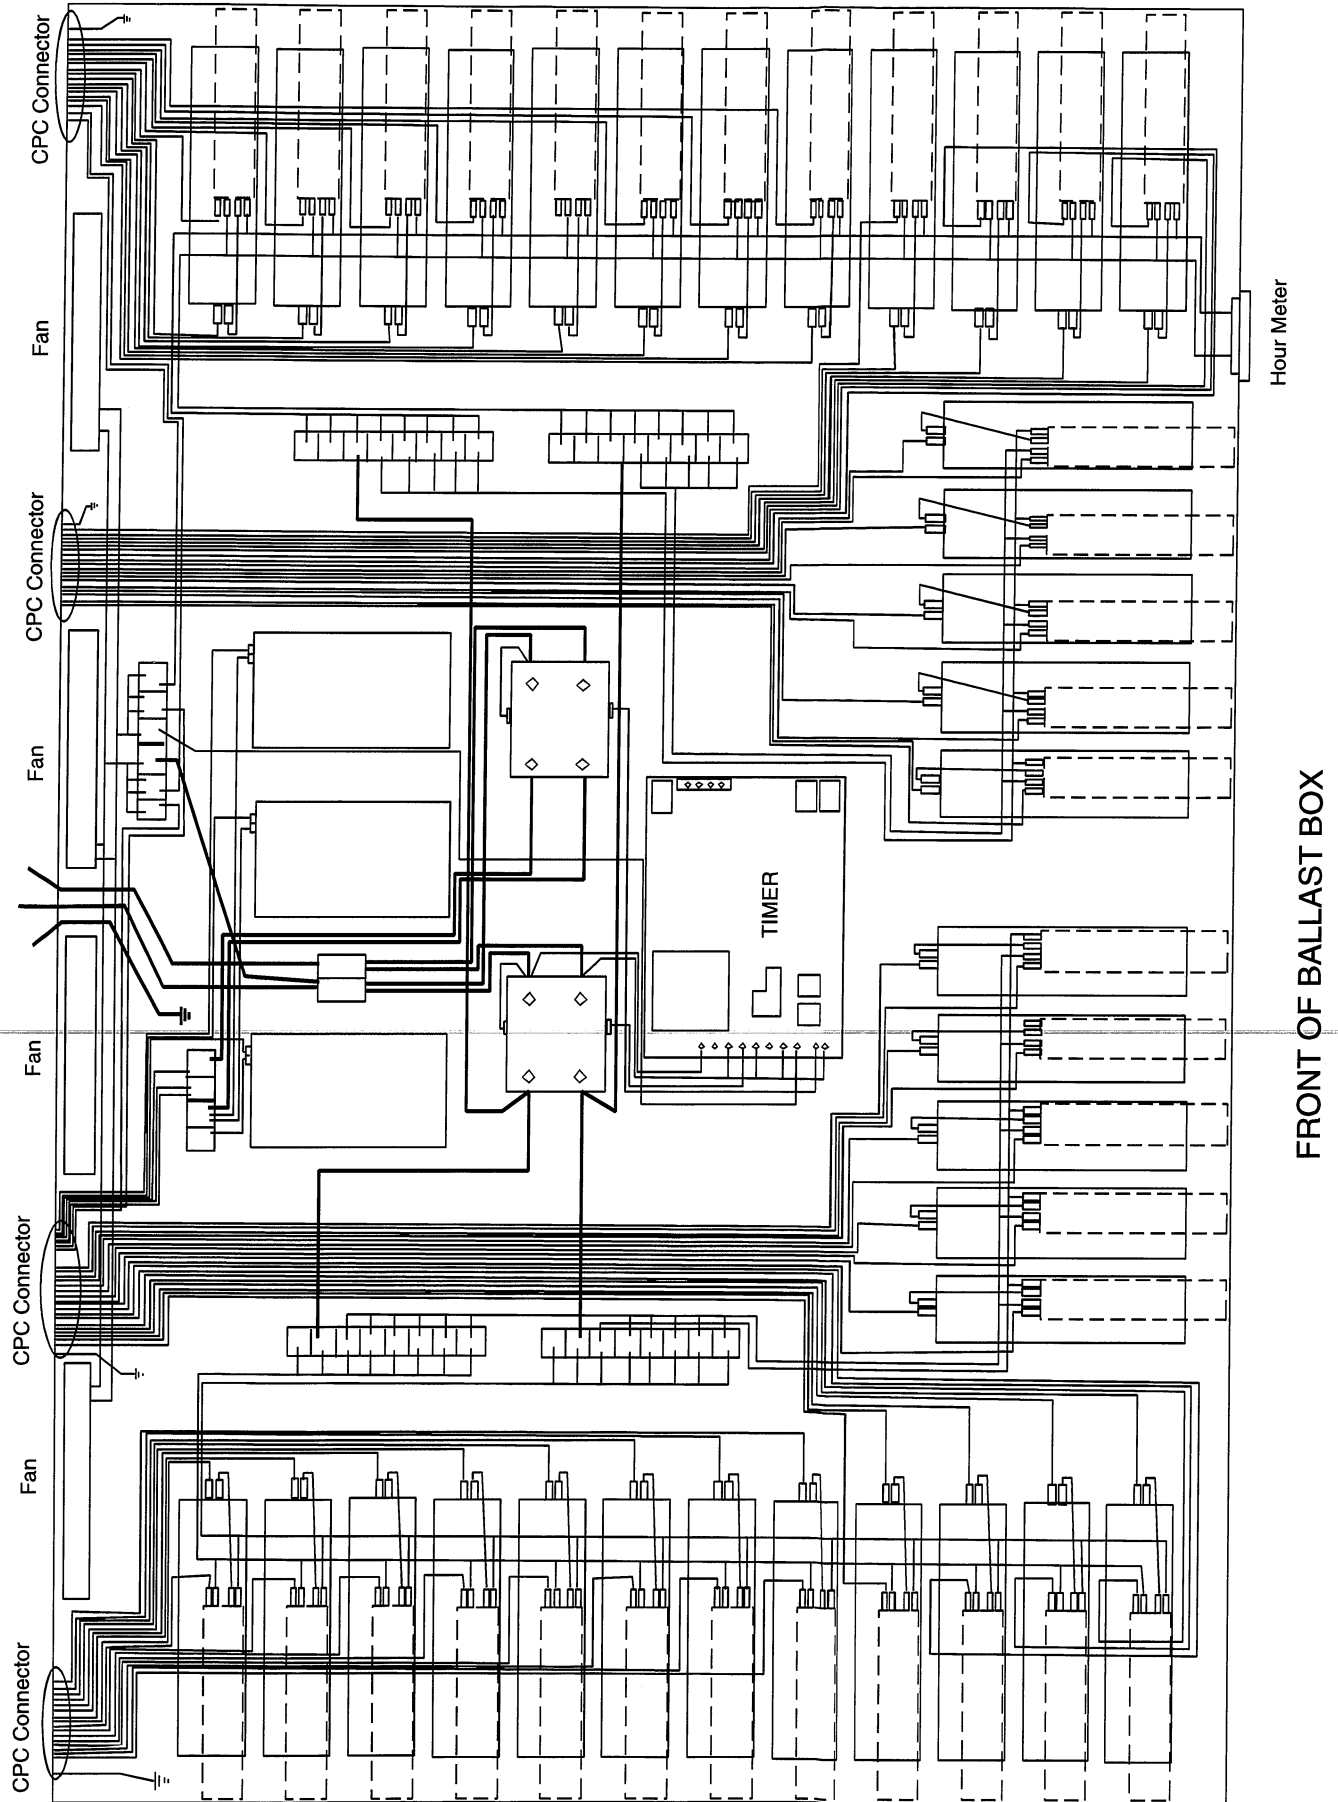 CPC Connector
Fan
CPC Connector
Fan
Fan
CPC Connector
Fan
CPC Connector
TIMER
Hour Meter
FRONT OF BALLAST BOX